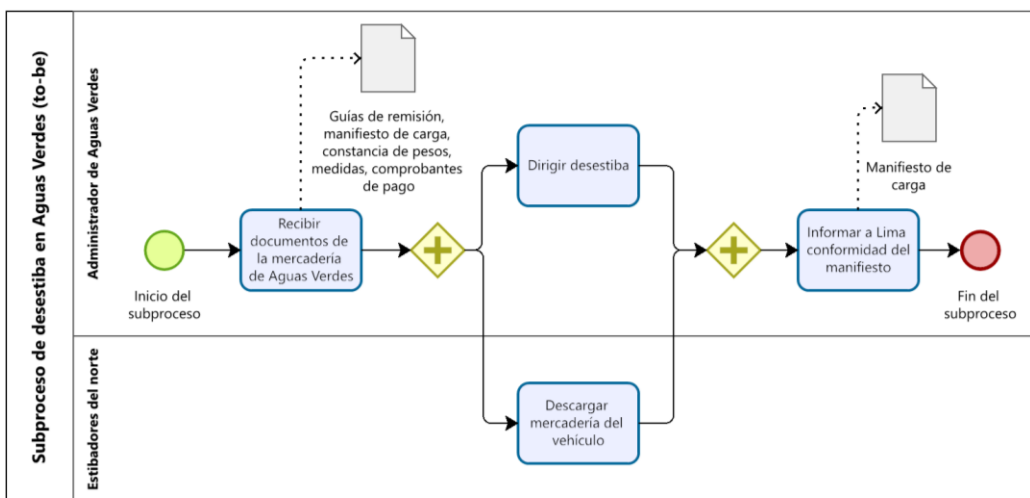 Subproceso de desestiba en Aguas Verdes (to-be)
Administrador de Aguas Verdes
Guías de remisión,
manifiesto de carga,
constancia de pesos,
medidas, comprobantes
de pago
Dirigir desestiba
Manifiesto de
carga
Recibir
documentos de
la mercadería
de Aguas Verdes
Informar a Lima
conformidad del
manifiesto
Inicio del
subproceso
Fin del
subproceso
Estibadores del norte
Descargar
mercadería del
vehículo